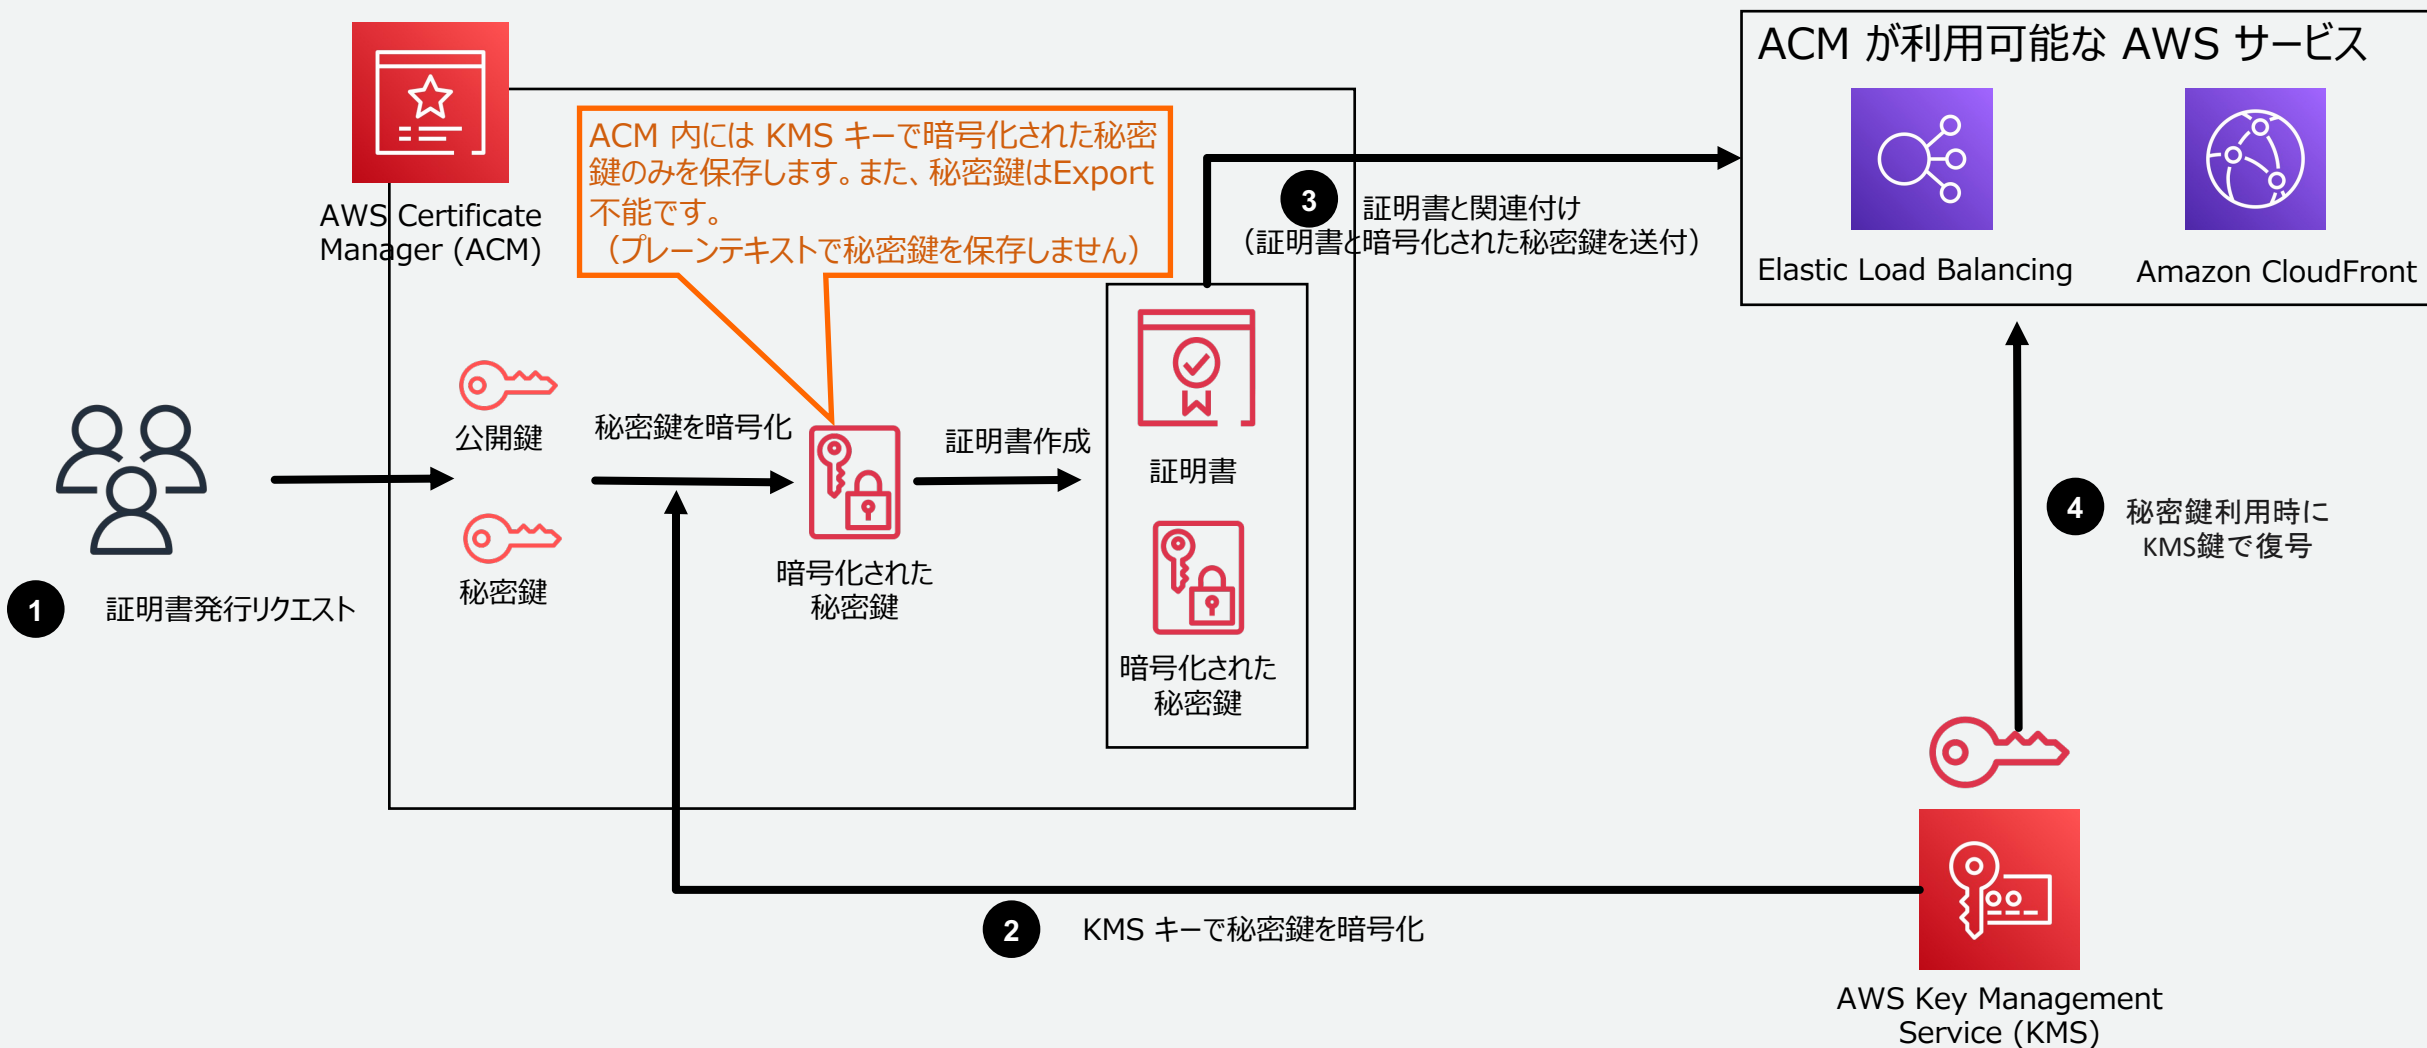 ACM が利用可能な AWS サービス
Elastic Load Balancing
Amazon CloudFront
AWS Certificate
Manager (ACM)
ACM 内には KMS キーで暗号化された秘密
鍵のみを保存します。また、秘密鍵はExport
不能です。
（プレーンテキストで秘密鍵を保存しません）
3
証明書と関連付け
（証明書と暗号化された秘密鍵を送付）
公開鍵
秘密鍵を暗号化
証明書作成
証明書
秘密鍵
暗号化された
秘密鍵
暗号化された
秘密鍵
1
証明書発行リクエスト
4
秘密鍵利用時に
KMS鍵で復号
2
KMS キーで秘密鍵を暗号化
AWS Key Management
Service (KMS)